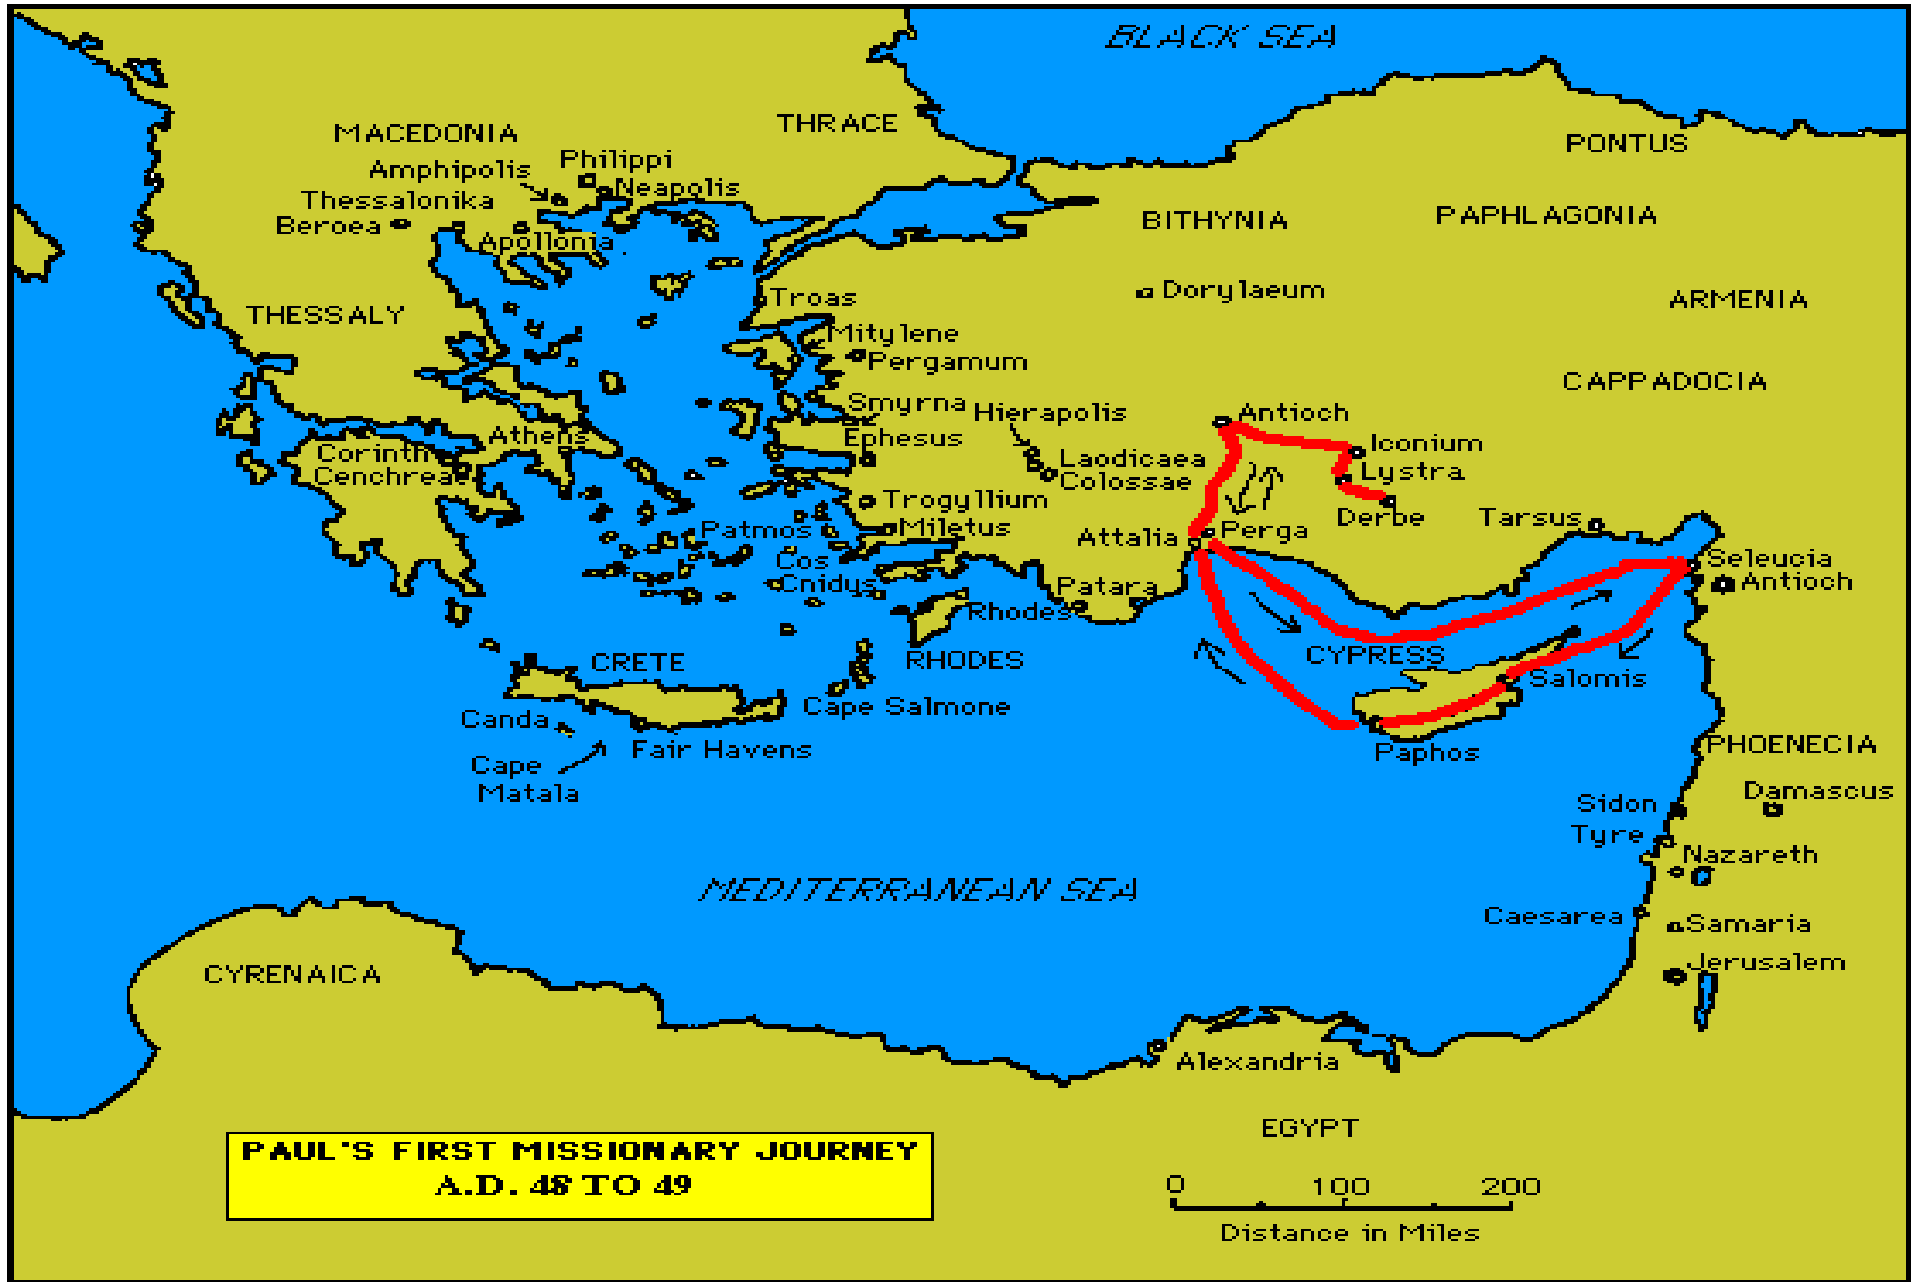 BLACK SEA
THRACE
MACEDONIA
PONTUS
Philippi
Amphipolis
Neapolis
Thessalonika
BITHYNIA
PAPHLAGONIA
Beroea
Apollonia
Dorylaeum
Troas
ARMENIA
THESSALY
Mitylene
Pergamum
CAPPADOCIA
Smyrna
Hierapolis
Antioch
Athens
Ephesus
Iconium
Corinth
Laodicaea
Lystra
Cenchrea
Colossae
Trogyllium
Derbe
Tarsus
Patmos
Miletus
Attalia
Perga
Cos
Seleucia
Cnidys
Patara
Antioch
Rhodes
CRETE
RHODES
CYPRESS
Salomis
Canda
Cape Salmone
Fair Havens
Paphos
PHOENECIA
Cape
Matala
Damascus
Sidon
Tyre
Nazareth
MEDITERRANEAN SEA
Caesarea
Samaria
CYRENAICA
Jerusalem
Alexandria
EGYPT
PAUL'S FIRST MISSIONARY JOURNEY
A.D. 48 TO 49
0 100 200
Distance in Miles